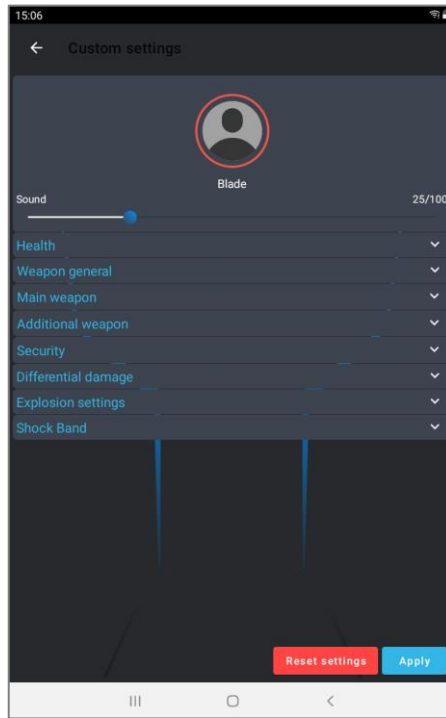 15:06
Custom settings
Blade
Sound 25/100
Health
Weapon general
Main weapon
Additional weapon
Security
Differential damage
Explosion settings
Shock Band
Reset settings Apply